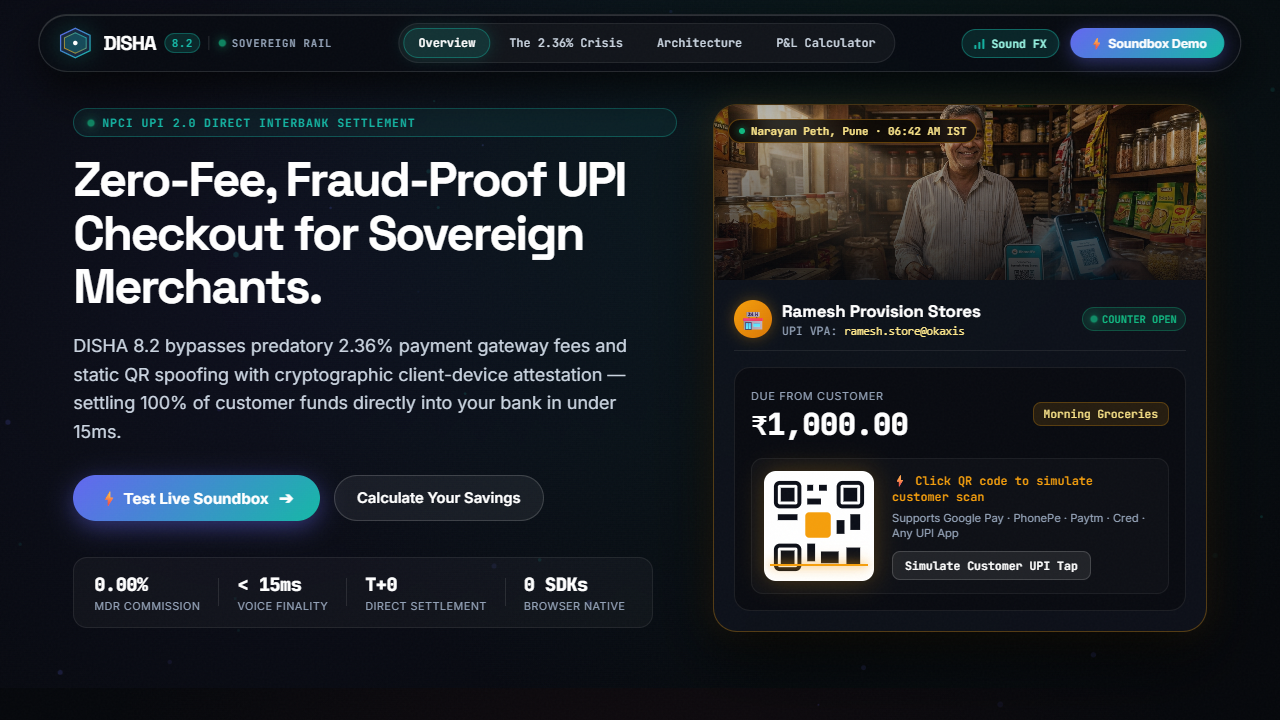 DISHA 8.2 SOVEREIGN RAIL
Overview
The 2.36% Crisis
Architecture
P&L Calculator
Sound FX
Soundbox Demo
NPCI UPI 2.0 DIRECT INTERBANK SETTLEMENT
Zero-Fee, Fraud-Proof UPI
Checkout for Sovereign
Merchants.
DISHA 8.2 bypasses predatory 2.36% payment gateway fees and
static QR spoofing with cryptographic client-device attestation —
settling 100% of customer funds directly into your bank in under
15ms.
Test Live Soundbox ➔
Calculate Your Savings
0.00%
MDR COMMISSION
< 15ms
VOICE FINALITY
T+0
DIRECT SETTLEMENT
0 SDKs
BROWSER NATIVE
Narayan Peth, Pune · 06:42 AM IST
Ramesh Provision Stores
UPI VPA: ramesh.store@okaxis
COUNTER OPEN
DUE FROM CUSTOMER
₹1,000.00
Morning Groceries
Click QR code to simulate
customer scan
Supports Google Pay · PhonePe · Paytm · Cred ·
Any UPI App
Simulate Customer UPI Tap